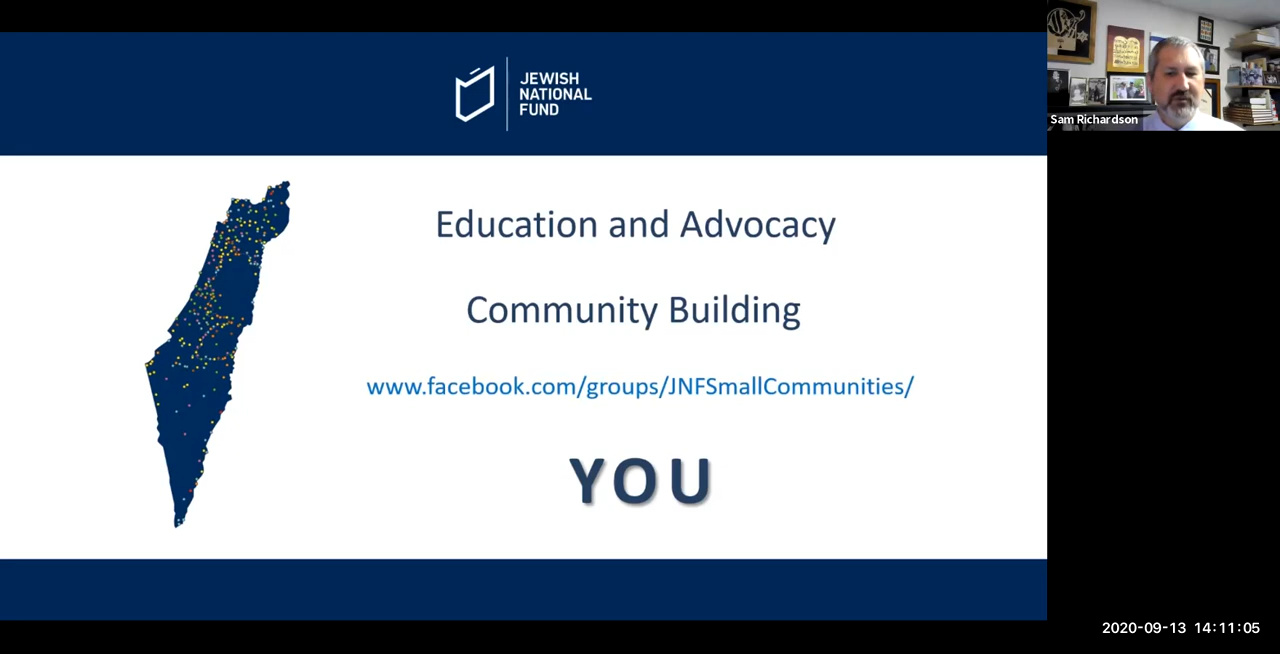 JEWISH
NATIONAL
FUND
Sam Richardson
Education and Advocacy
Community Building
www.facebook.com/groups/JNFSmallCommunities/
YOU
2020-09-13 14:11:05